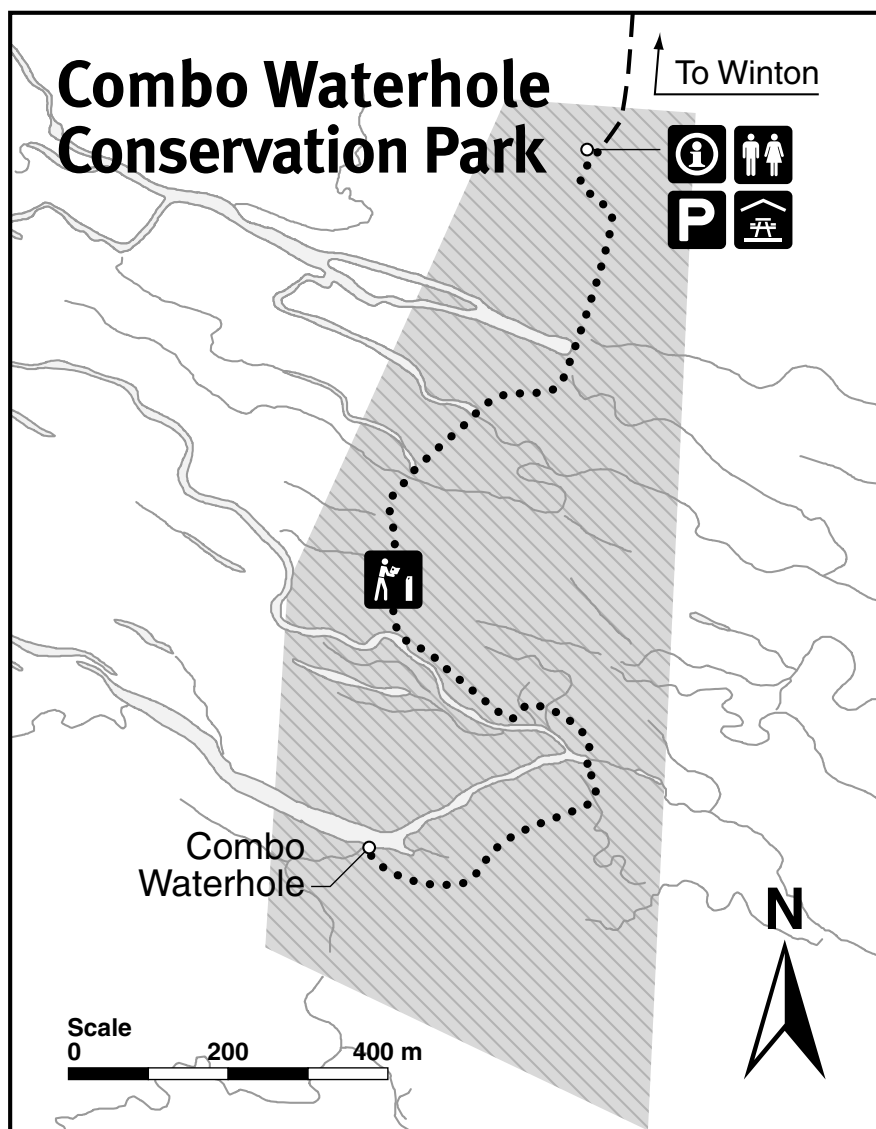 Combo Waterhole
Conservation Park
To Winton
i
P
Combo
Waterhole
N
Scale
0 200 400 m